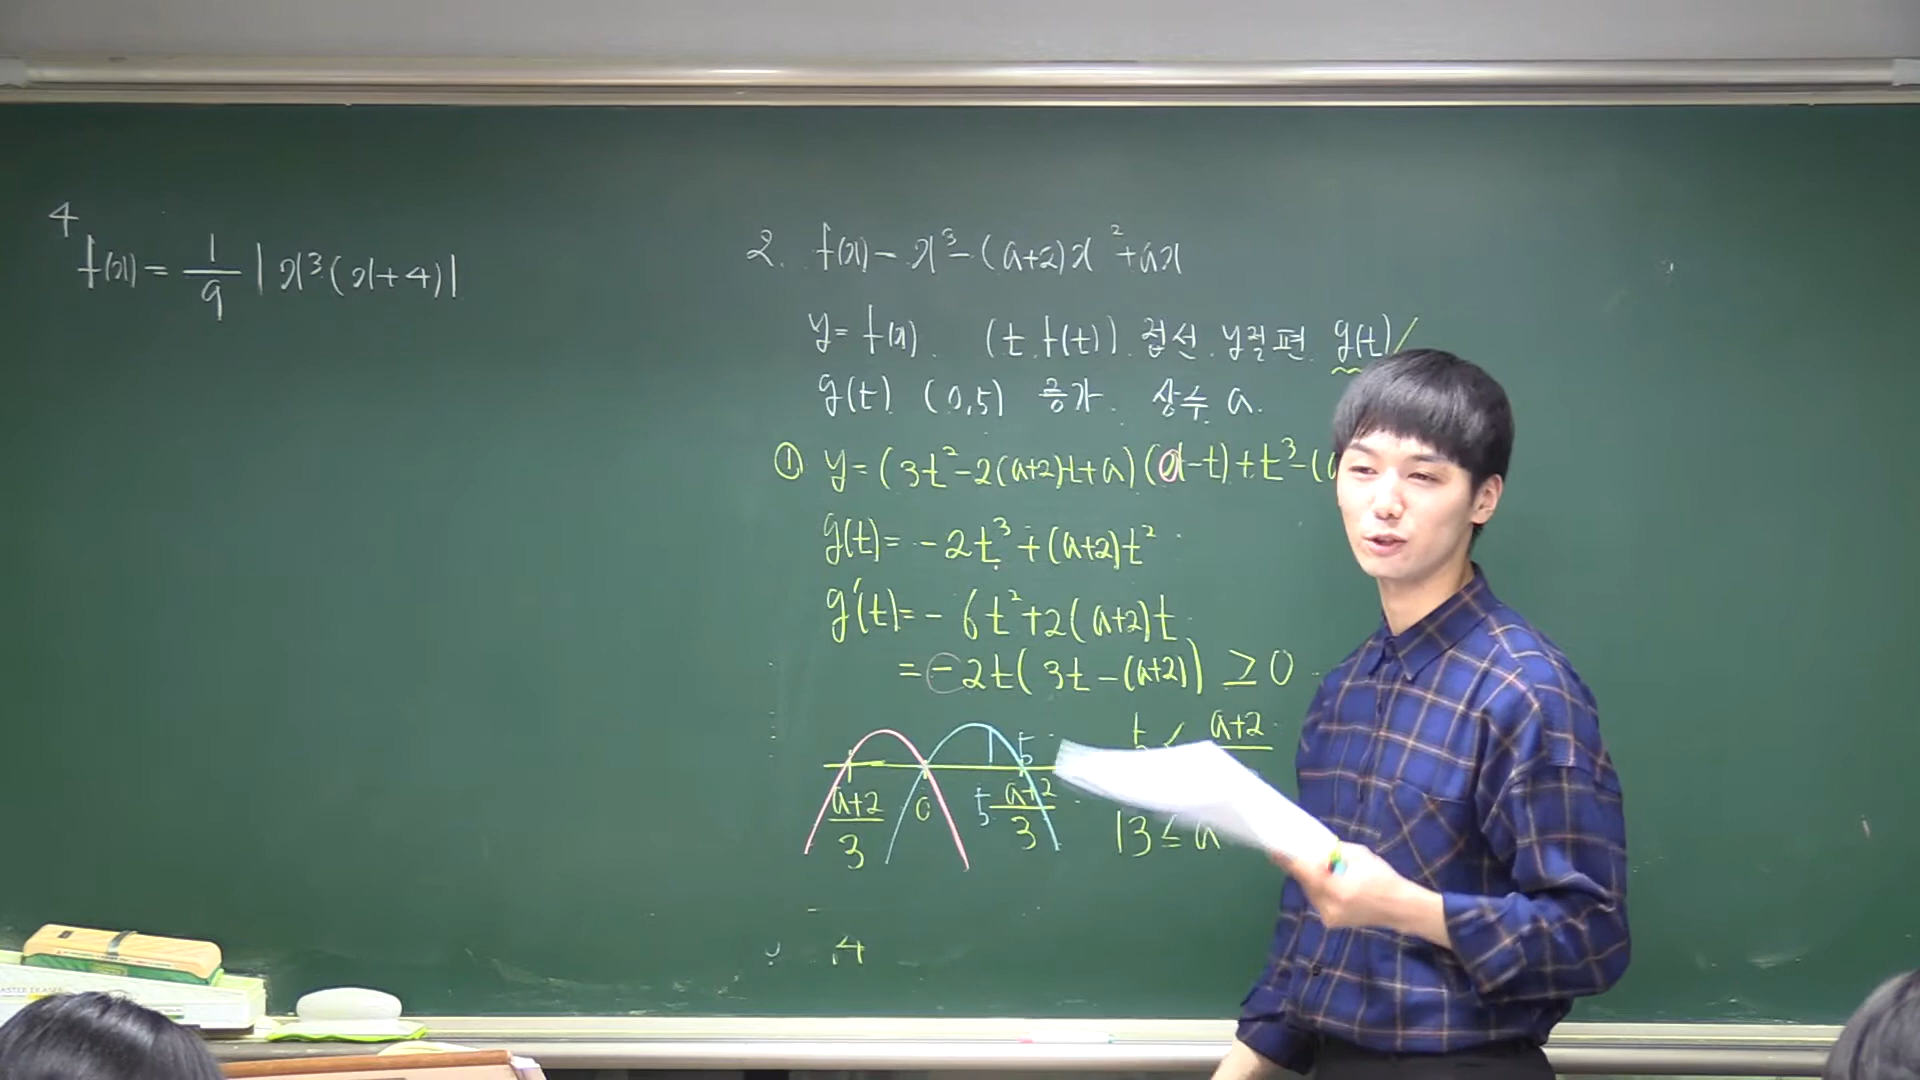 4
f(x) = 1/9 |x³(x+4)|
2. f(x) - x³ - (a+2)x² + ax
y = f(x). (t, f(t)). 접선. y절편. g(t)
g(t) (0,5) 증가. 상수 a.
① y = (3t² - 2(a+2)t + a)(x-t) + t³ - (a
g(t) = -2t³ + (a+2)t²
g'(t) = -6t² + 2(a+2)t
= -2t(3t - (a+2)) ≥ 0
5
a+2
a+2/3 0 5 a+2/3
13 ≤ a
4